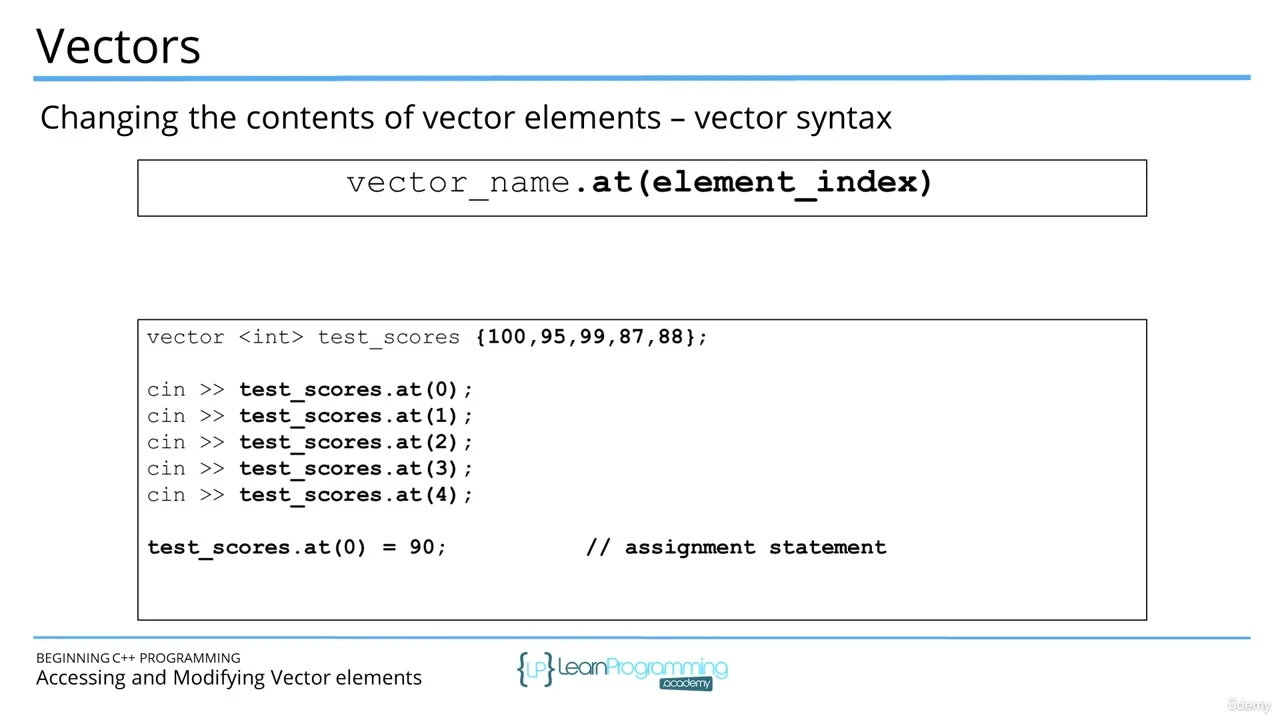 Vectors
Changing the contents of vector elements – vector syntax
vector_name.at(element_index)
vector <int> test_scores {100,95,99,87,88};
cin >> test_scores.at(0);
cin >> test_scores.at(1);
cin >> test_scores.at(2);
cin >> test_scores.at(3);
cin >> test_scores.at(4);
test_scores.at(0) = 90; // assignment statement
BEGINNING C++ PROGRAMMING
Accessing and Modifying Vector elements
{LP}LearnProgramming
academy
ûdemy